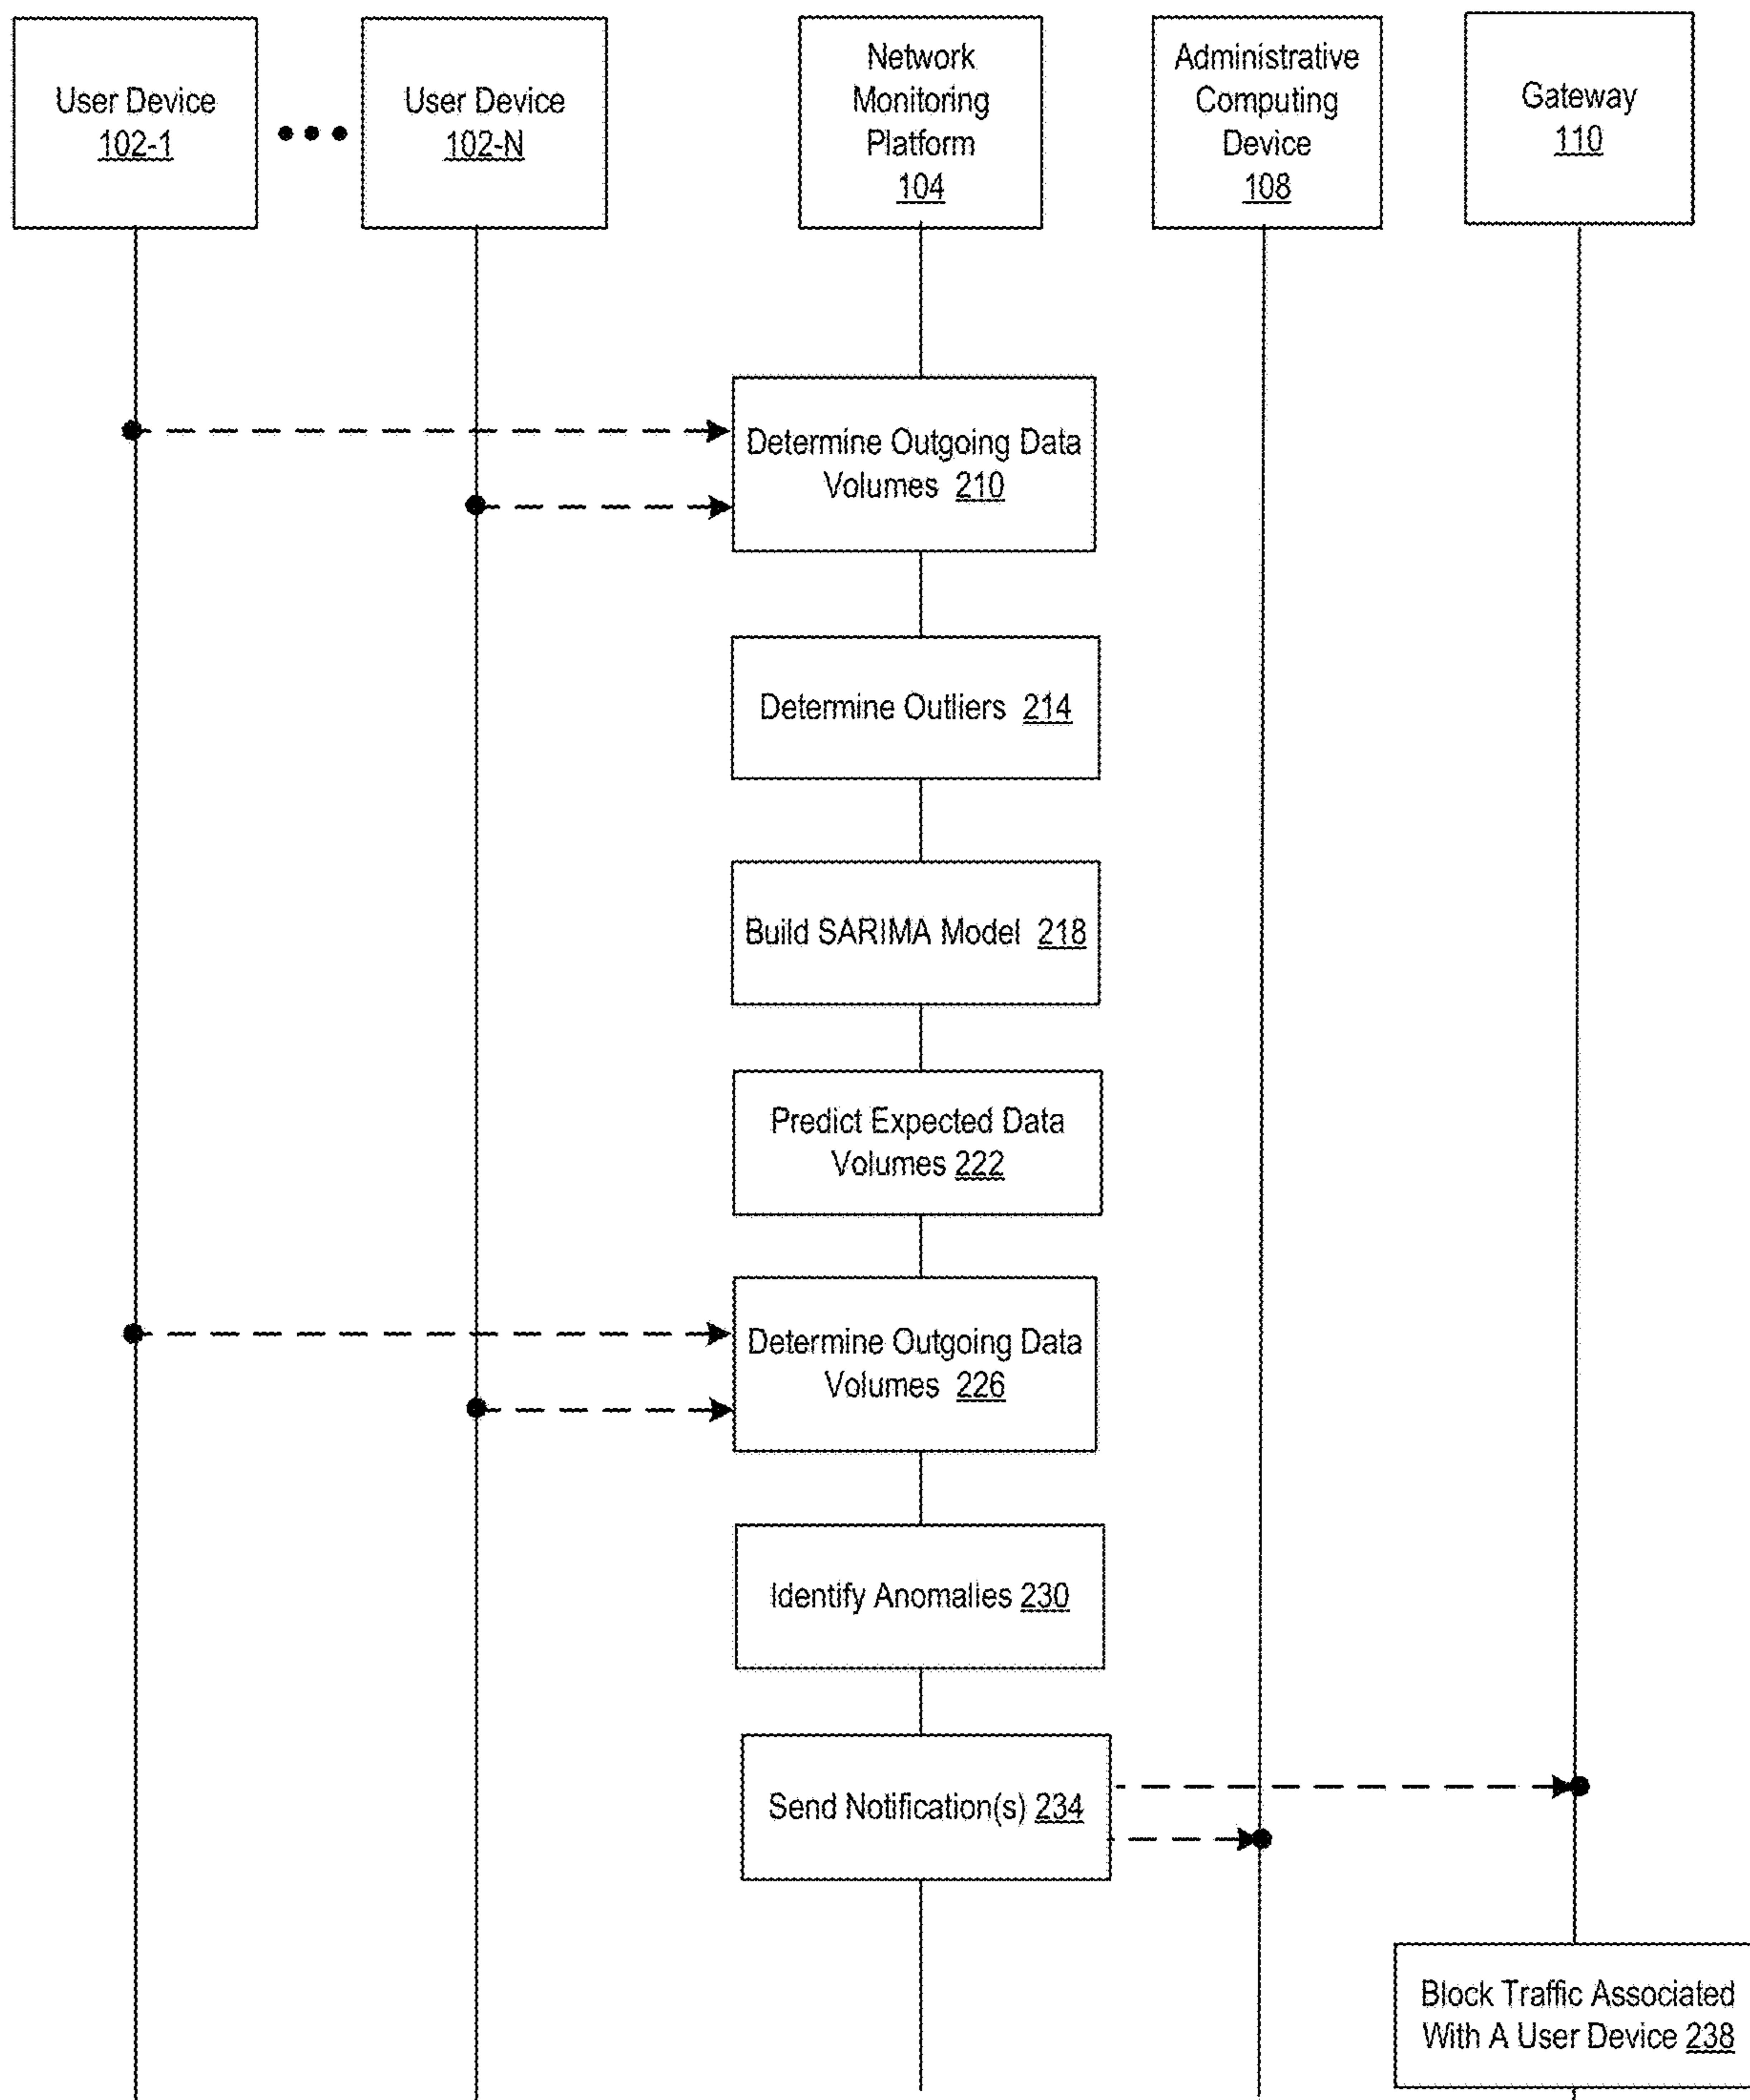 User Device
102-1
User Device
102-N
Network
Monitoring
Platform
104
Administrative
Computing
Device
108
Gateway
110
Determine Outgoing Data
Volumes 210
Determine Outliers 214
Build SARIMA Model 218
Predict Expected Data
Volumes 222
Determine Outgoing Data
Volumes 226
Identify Anomalies 230
Send Notification(s) 234
Block Traffic Associated
With A User Device 238